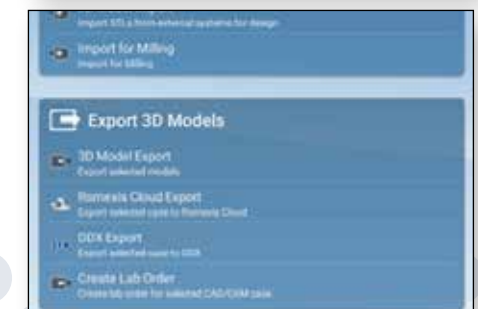 Import STL's from external systems for design
Import for Milling
Import for Milling
Export 3D Models
3D Model Export
Export selected models
Romexis Cloud Export
Export selected case to Romexis Cloud
DDX Export
Export selected case to DDX
Create Lab Order
Create lab order for selected CAD/CAM case